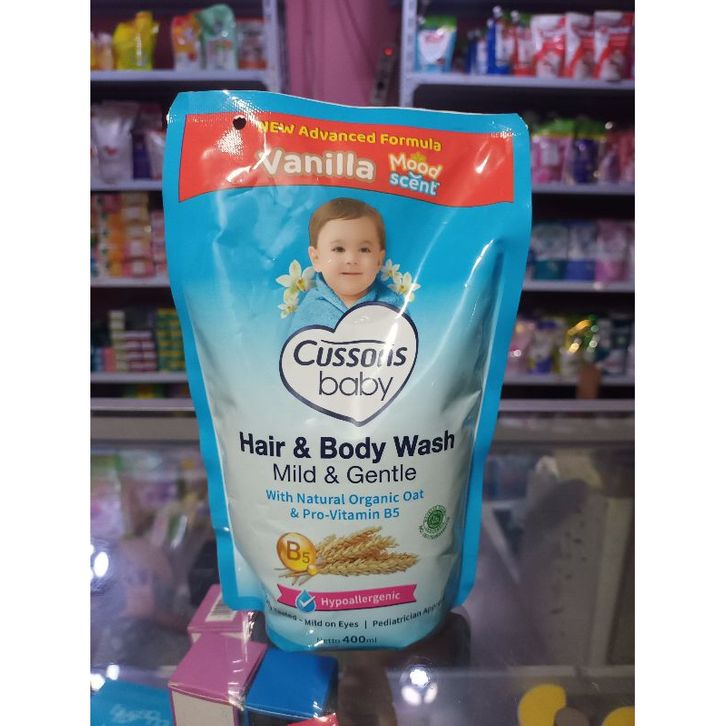 NEW Advanced Formula
Vanilla
Mood
scent
Cussons
baby
Hair & Body Wash
Mild & Gentle
With Natural Organic Oat
& Pro-Vitamin B5
B5
Hypoallergenic
- Mild on Eyes | Pediatrician
Netto 400ml